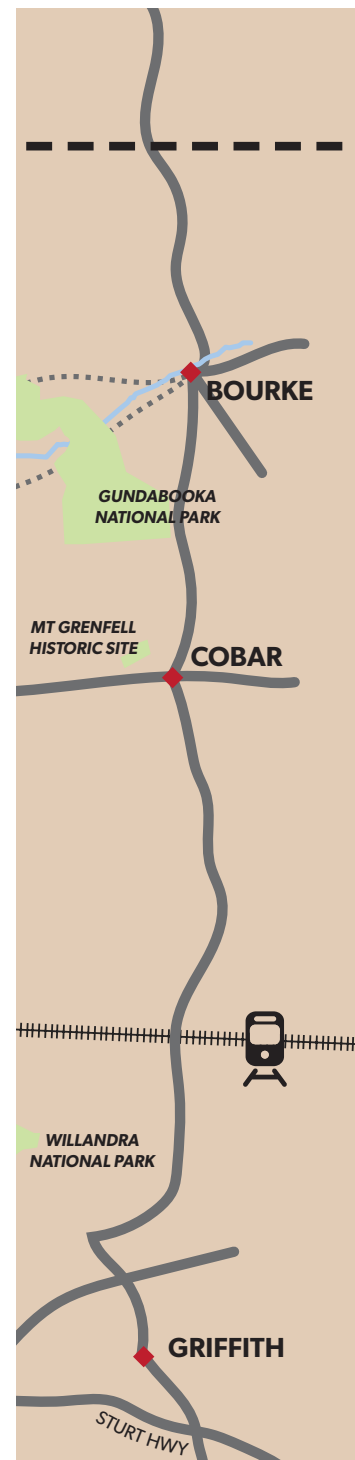 BOURKE
GUNDABOOKA
NATIONAL PARK
MT GRENFELL
HISTORIC SITE
COBAR
WILLANDRA
NATIONAL PARK
GRIFFITH
STURT HWY